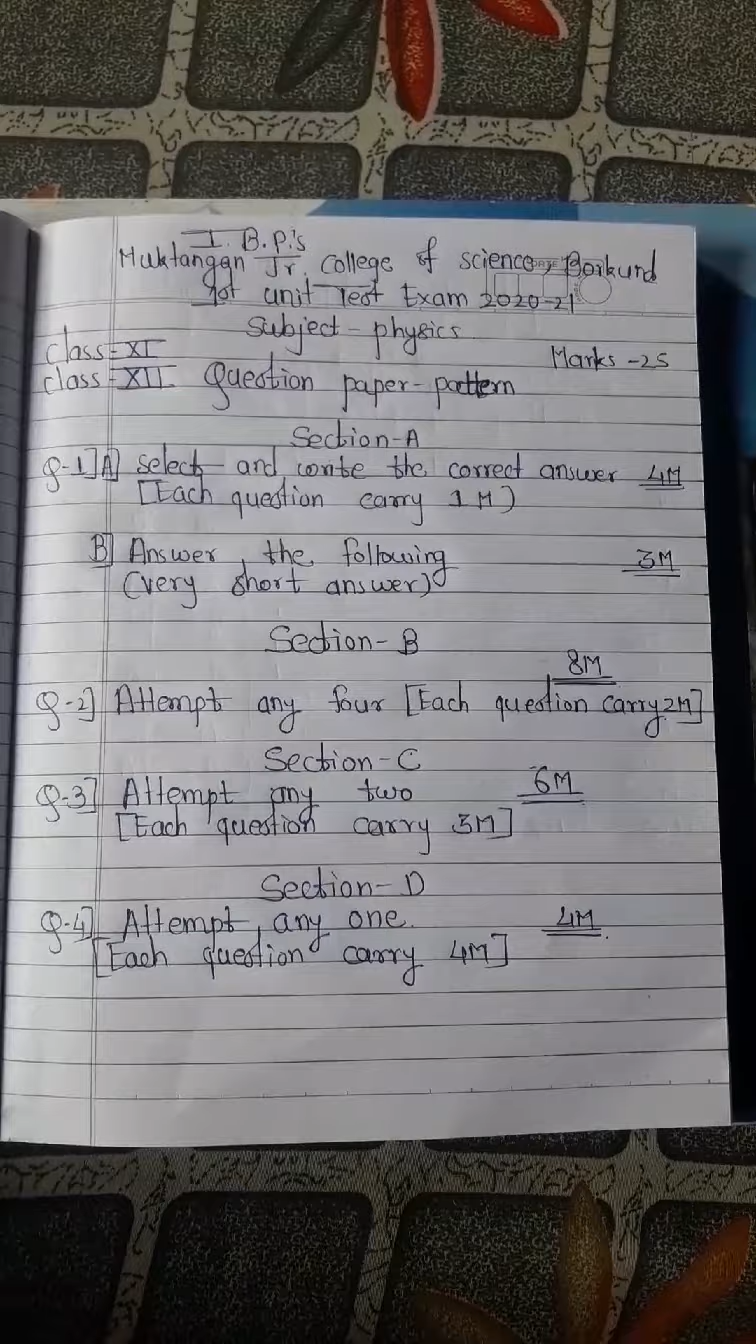 I.B.P.'s
Muktangan Jr. college of science, Borkund
1st unit Test Exam 2020-21
Subject - physics
class - XI
Marks - 25
class - XII Question paper - pattern
Section - A
Q-1] A] Select and write the correct answer 4M
[Each question carry 1M)
B] Answer the following 3M
(very short answer)
Section - B
8M
Q-2] Attempt any four [Each question carry 2M]
Section - C
Q-3] Attempt any two 6M
[Each question carry 3M]
Section - D
Q-4] Attempt any one. 4M
[Each question carry 4M]